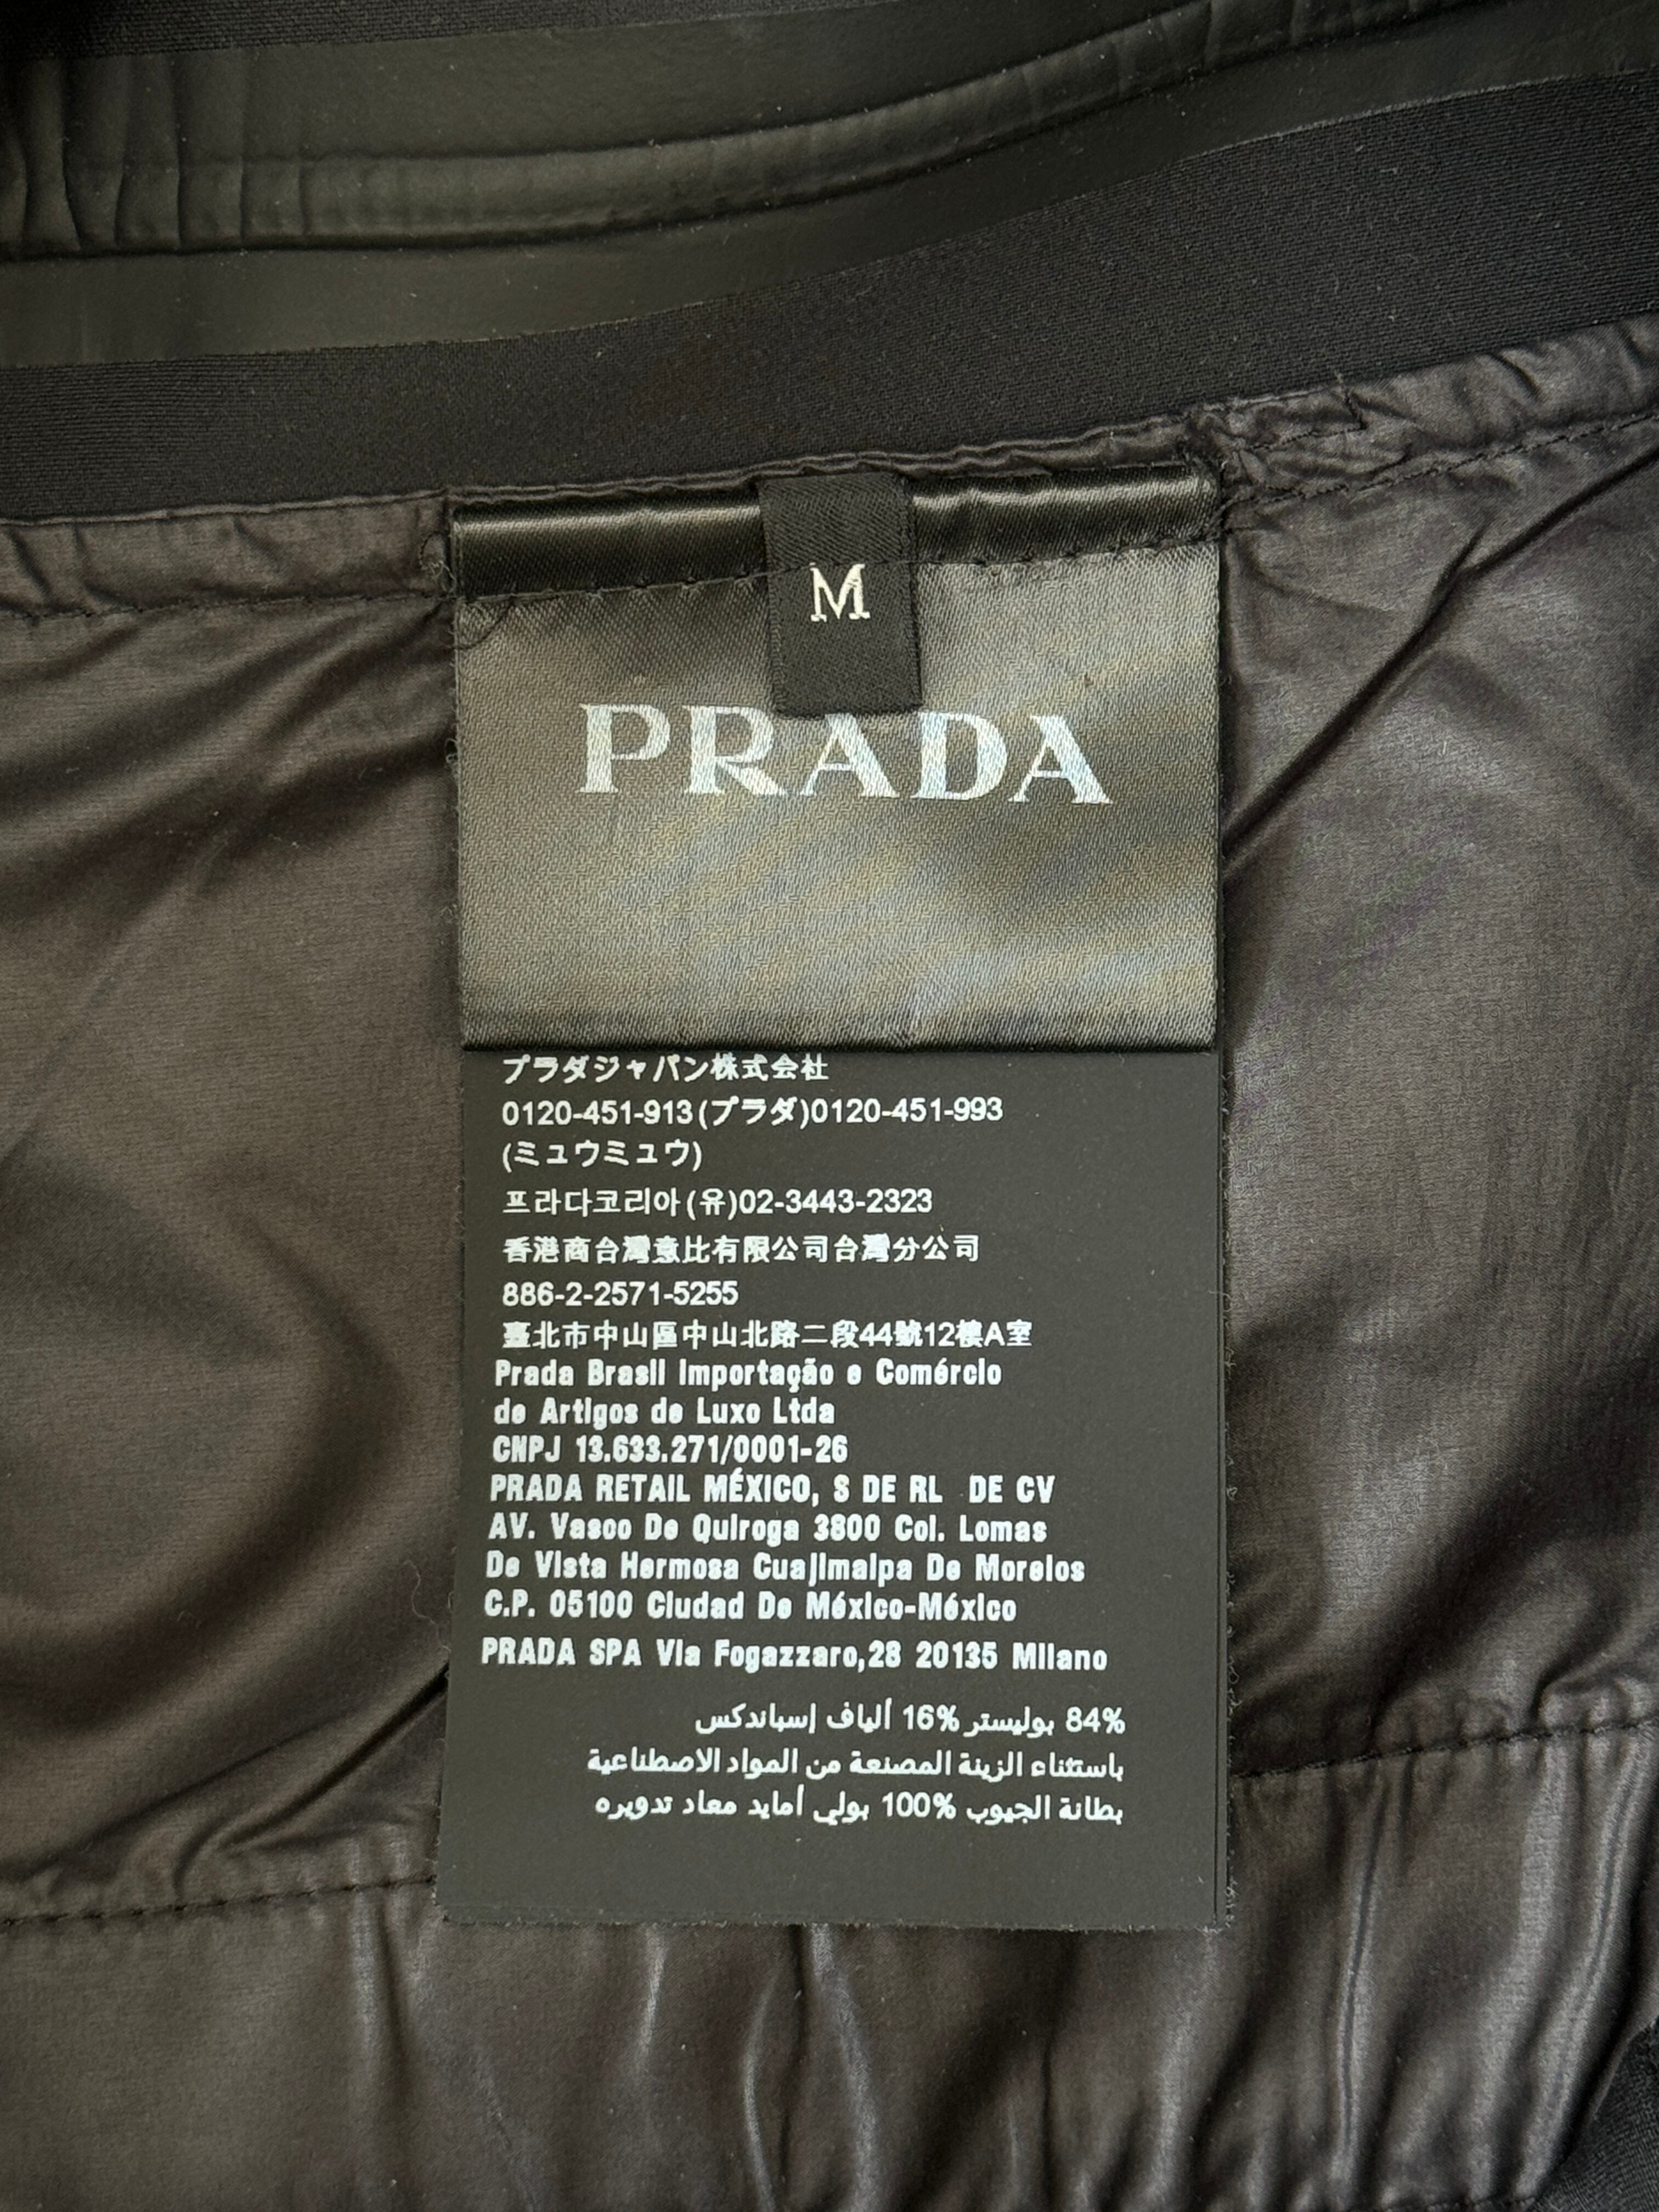 M
PRADA
プラダジャパン株式会社
0120-451-913(プラダ)0120-451-993
(ミュウミュウ)
프라다코리아(유)02-3443-2323
香港商台灣意比有限公司台灣分公司
886-2-2571-5255
臺北市中山區中山北路二段44號12樓A室
Prada Brasil Importação e Comércio
de Artigos de Luxo Ltda
CNPJ 13.633.271/0001-26
PRADA RETAIL MÉXICO, S DE RL DE CV
AV. Vasco De Quiroga 3800 Col. Lomas
De Vista Hermosa Cuajimalpa De Morelos
C.P. 05100 Ciudad De México-México
PRADA SPA Via Fogazzaro,28 20135 Milano
84% بوليستر 16% ألياف إسباندكس
باستثناء الزينة المصنعة من المواد الاصطناعية
بطانة الجيوب 100% بولي أمايد معاد تدويره